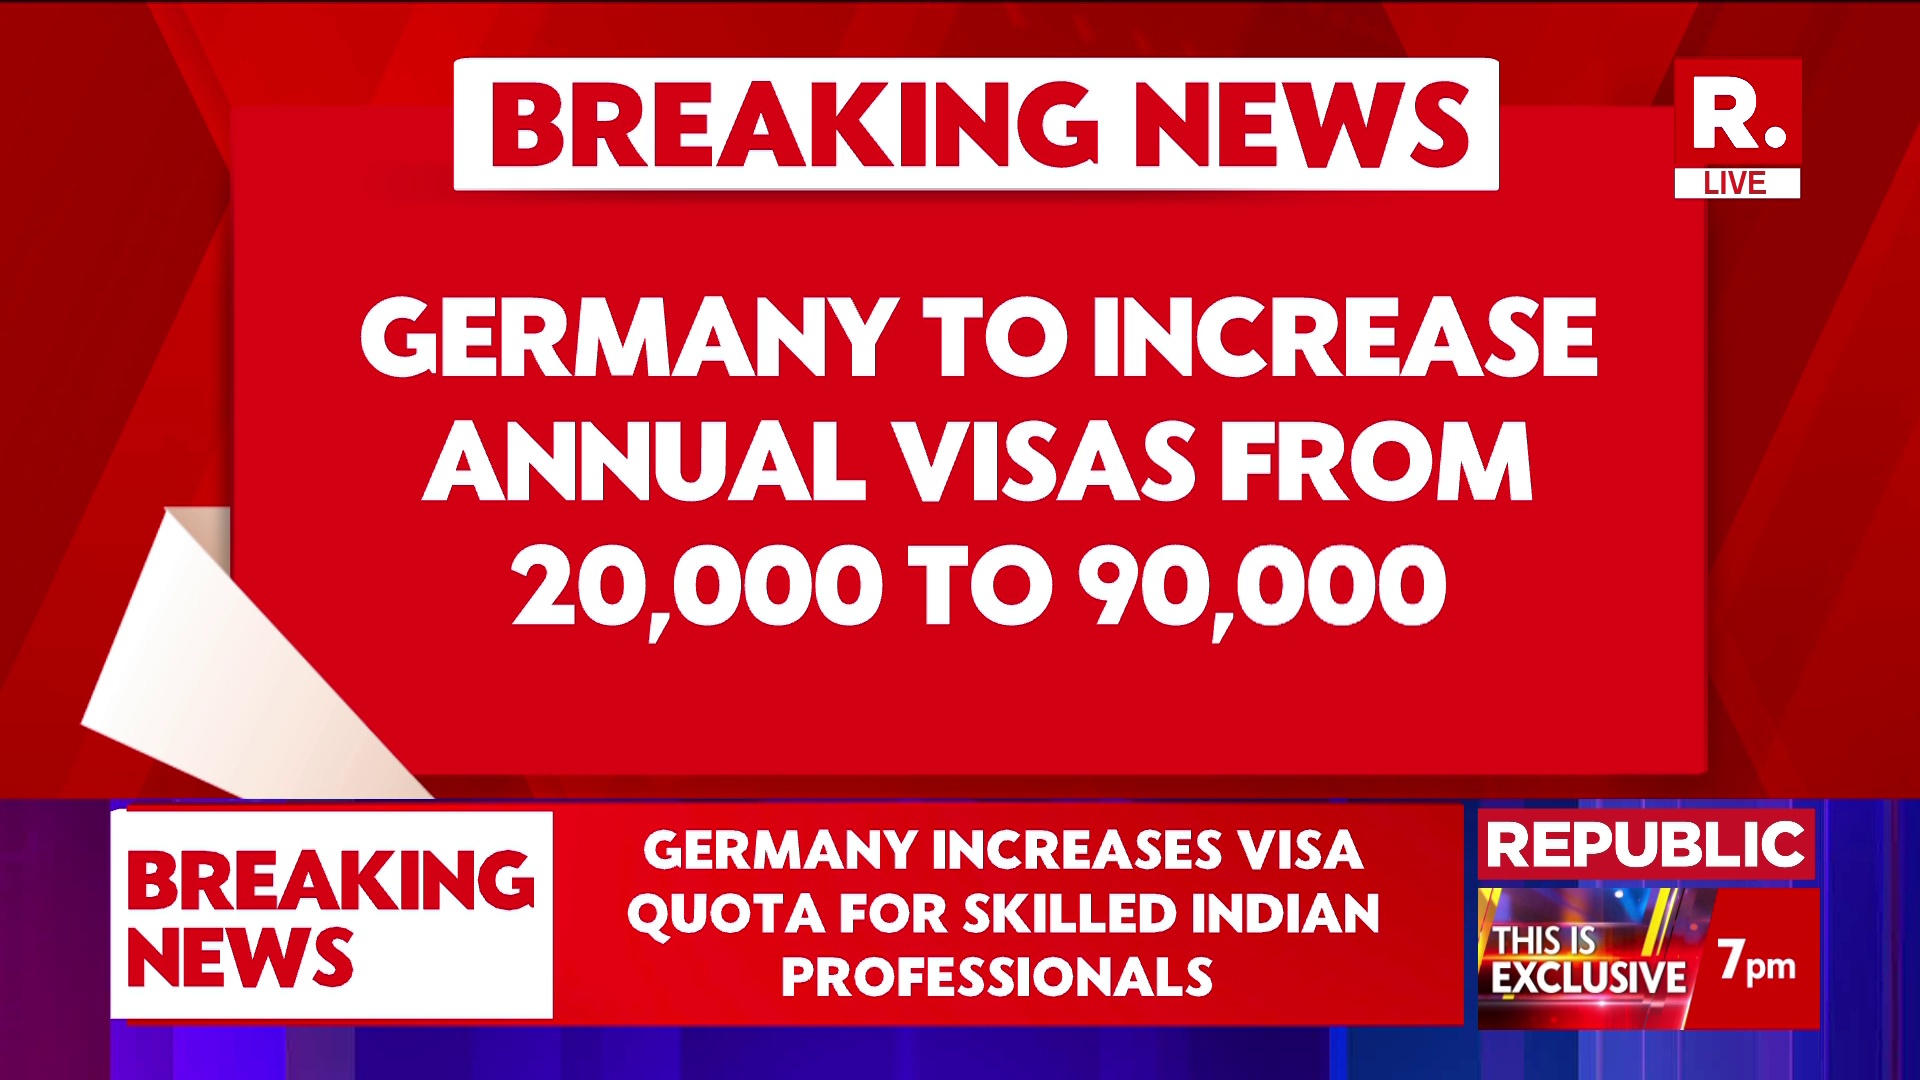 BREAKING NEWS
R.
LIVE
GERMANY TO INCREASE
ANNUAL VISAS FROM
20,000 TO 90,000
BREAKING
NEWS
GERMANY INCREASES VISA
QUOTA FOR SKILLED INDIAN
PROFESSIONALS
REPUBLIC
THIS IS
EXCLUSIVE
7pm